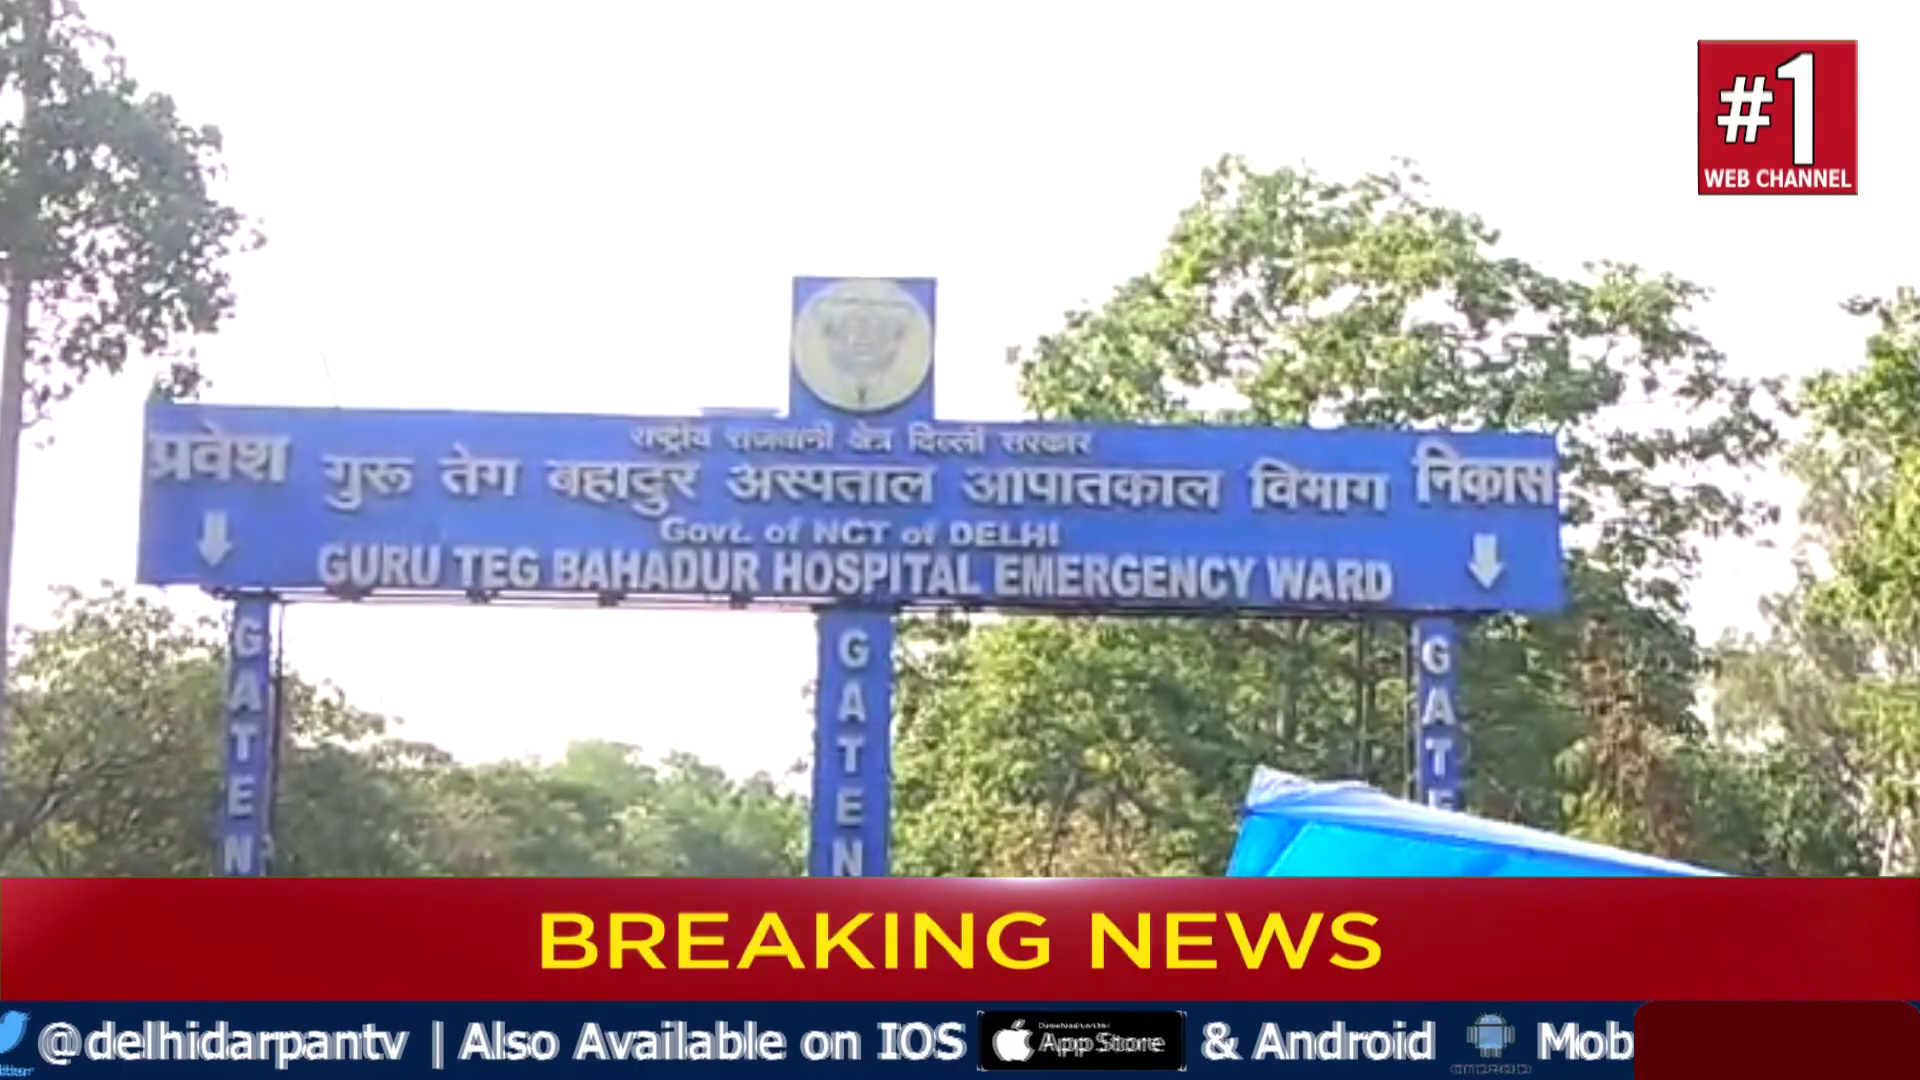 #1
WEB CHANNEL
राष्ट्रीय राजधानी क्षेत्र दिल्ली सरकार
प्रवेश गुरू तेग बहादुर अस्पताल आपातकाल विभाग निकास
Govt. of NCT of DELHI
GURU TEG BAHADUR HOSPITAL EMERGENCY WARD
GATE N
GATE N
GATE
BREAKING NEWS
@delhidarpantv | Also Available on IOS App Store & Android ANDROID Mob